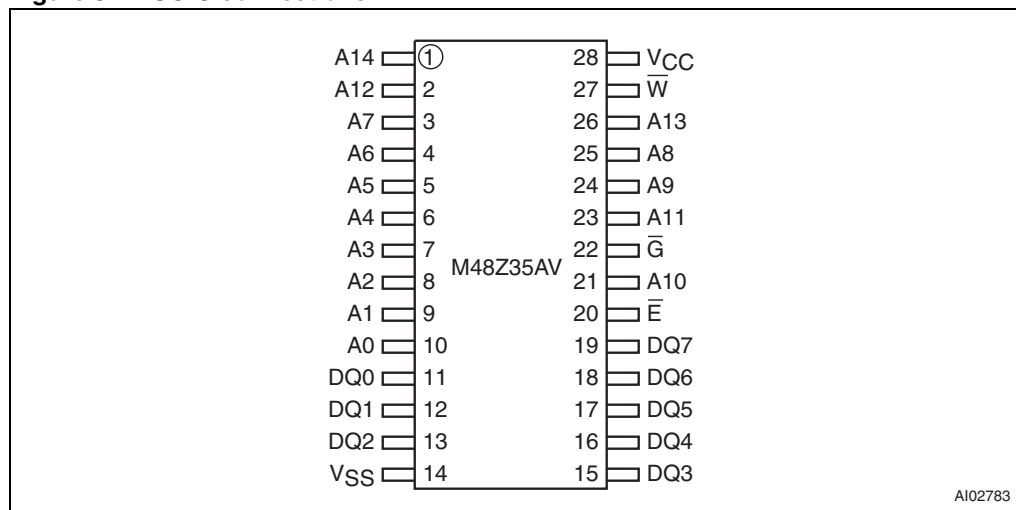 A14 1 28 VCC
A12 2 27 W̅
A7 3 26 A13
A6 4 25 A8
A5 5 24 A9
A4 6 23 A11
A3 7 22 G̅
M48Z35AV
A2 8 21 A10
A1 9 20 E̅
A0 10 19 DQ7
DQ0 11 18 DQ6
DQ1 12 17 DQ5
DQ2 13 16 DQ4
VSS 14 15 DQ3
AI02783